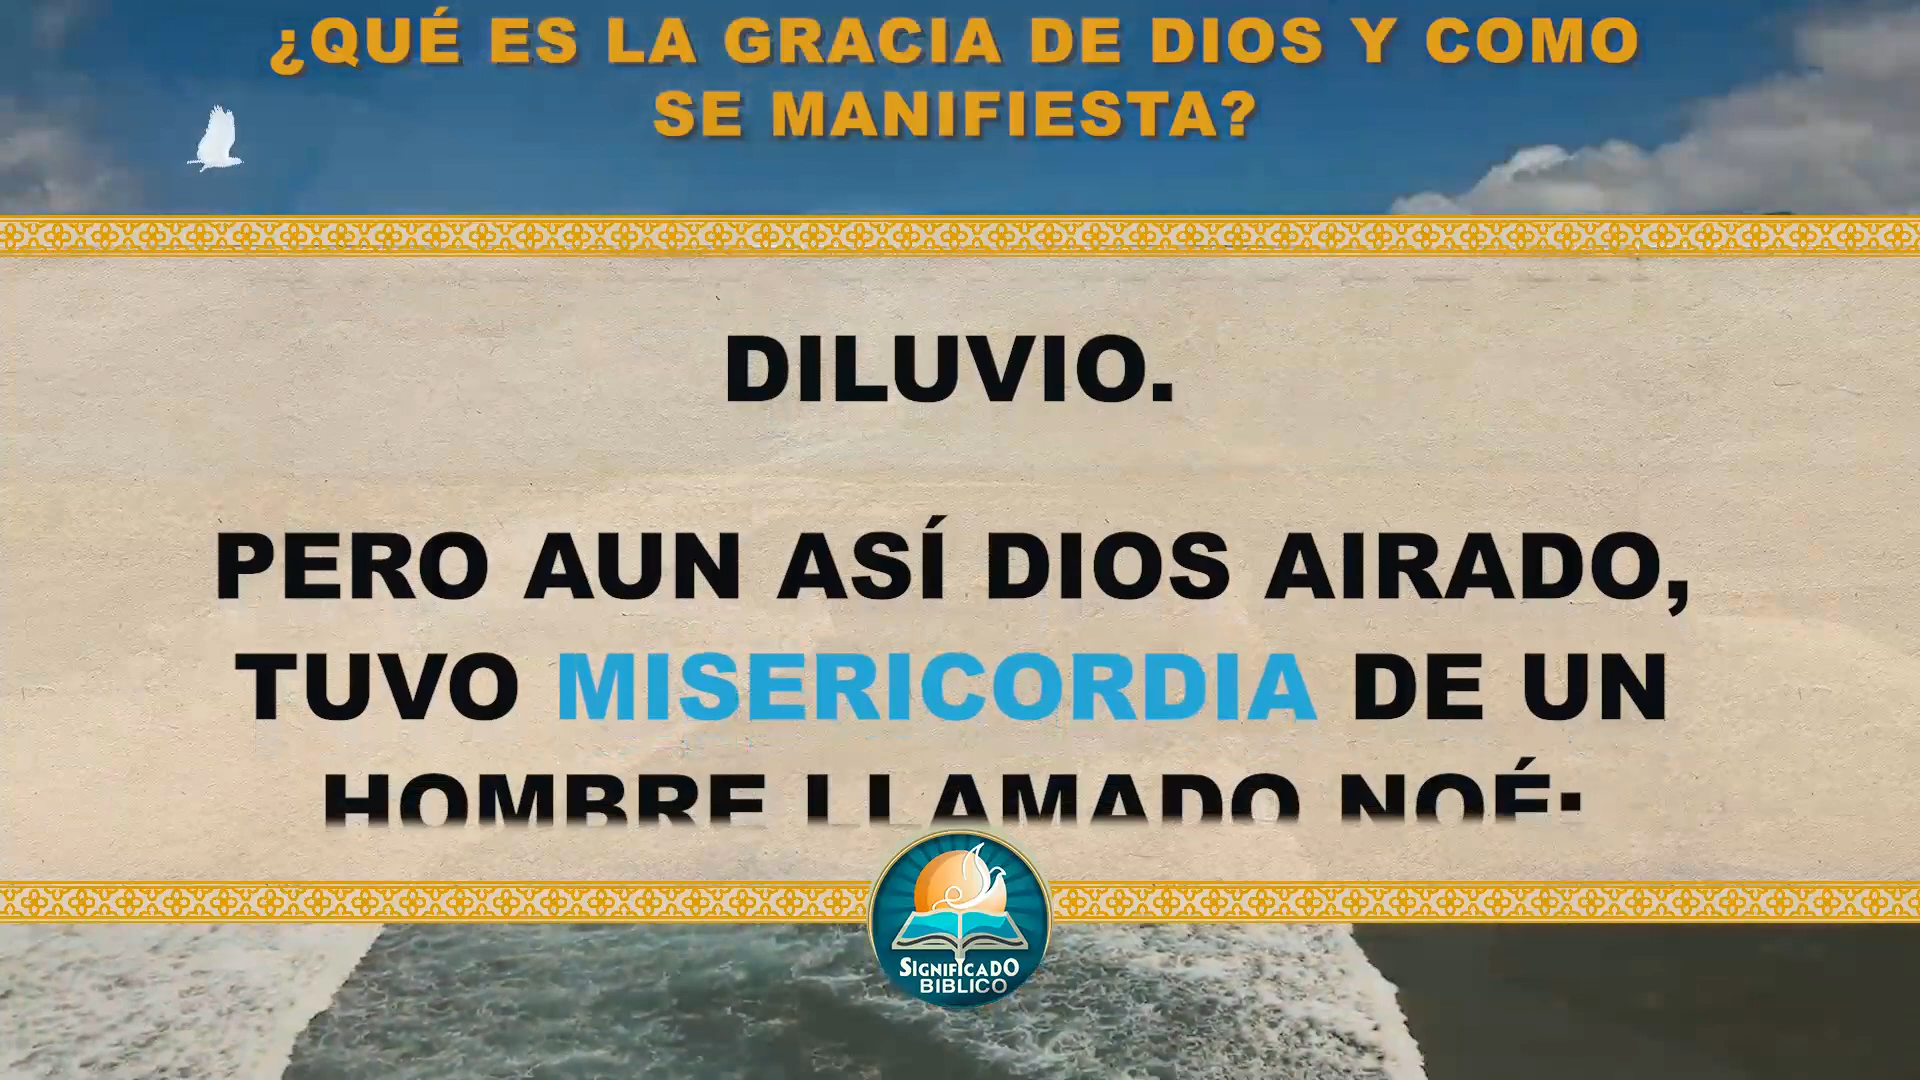 ¿QUÉ ES LA GRACIA DE DIOS Y COMO
SE MANIFIESTA?
DILUVIO.
PERO AUN ASÍ DIOS AIRADO,
TUVO MISERICORDIA DE UN
HOMBRE LLAMADO NOÉ:
SIGNIFICADO
BIBLICO